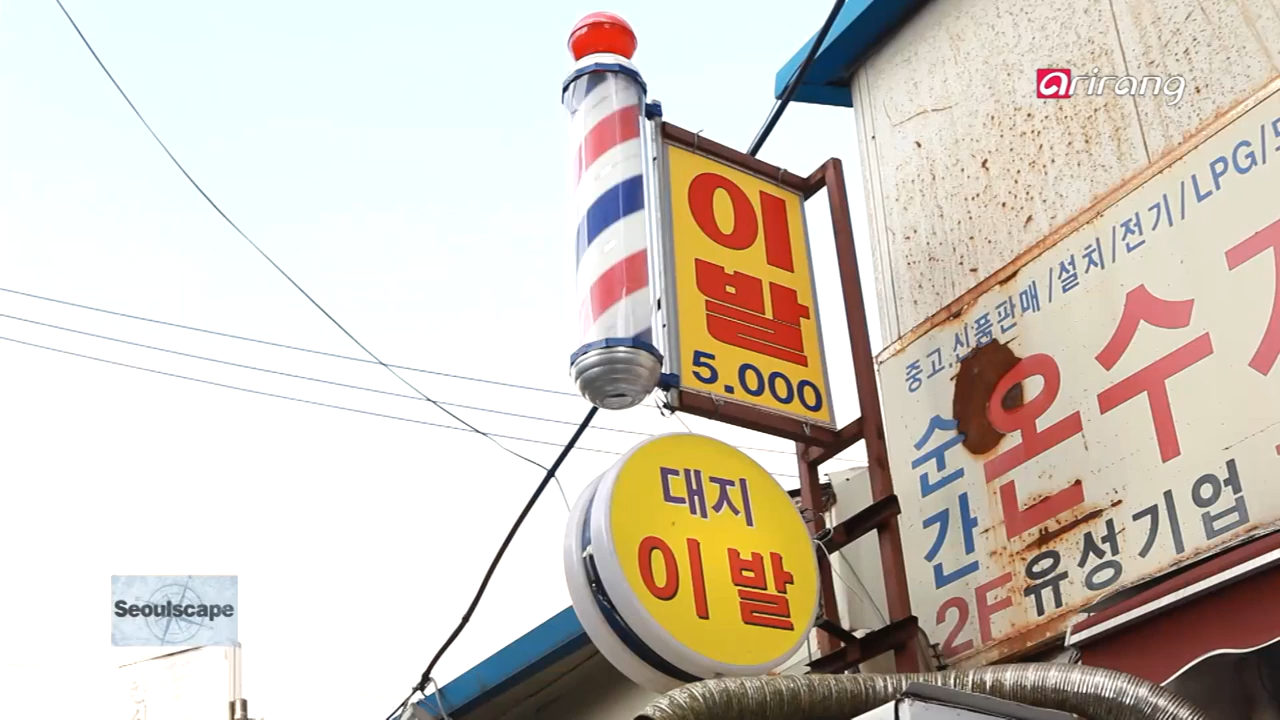 arirang
이
발
5.000
대지
이발
중고.신품판매/설치/전기/LPG/
순간
온수
2F 유성기업
Seoulscape